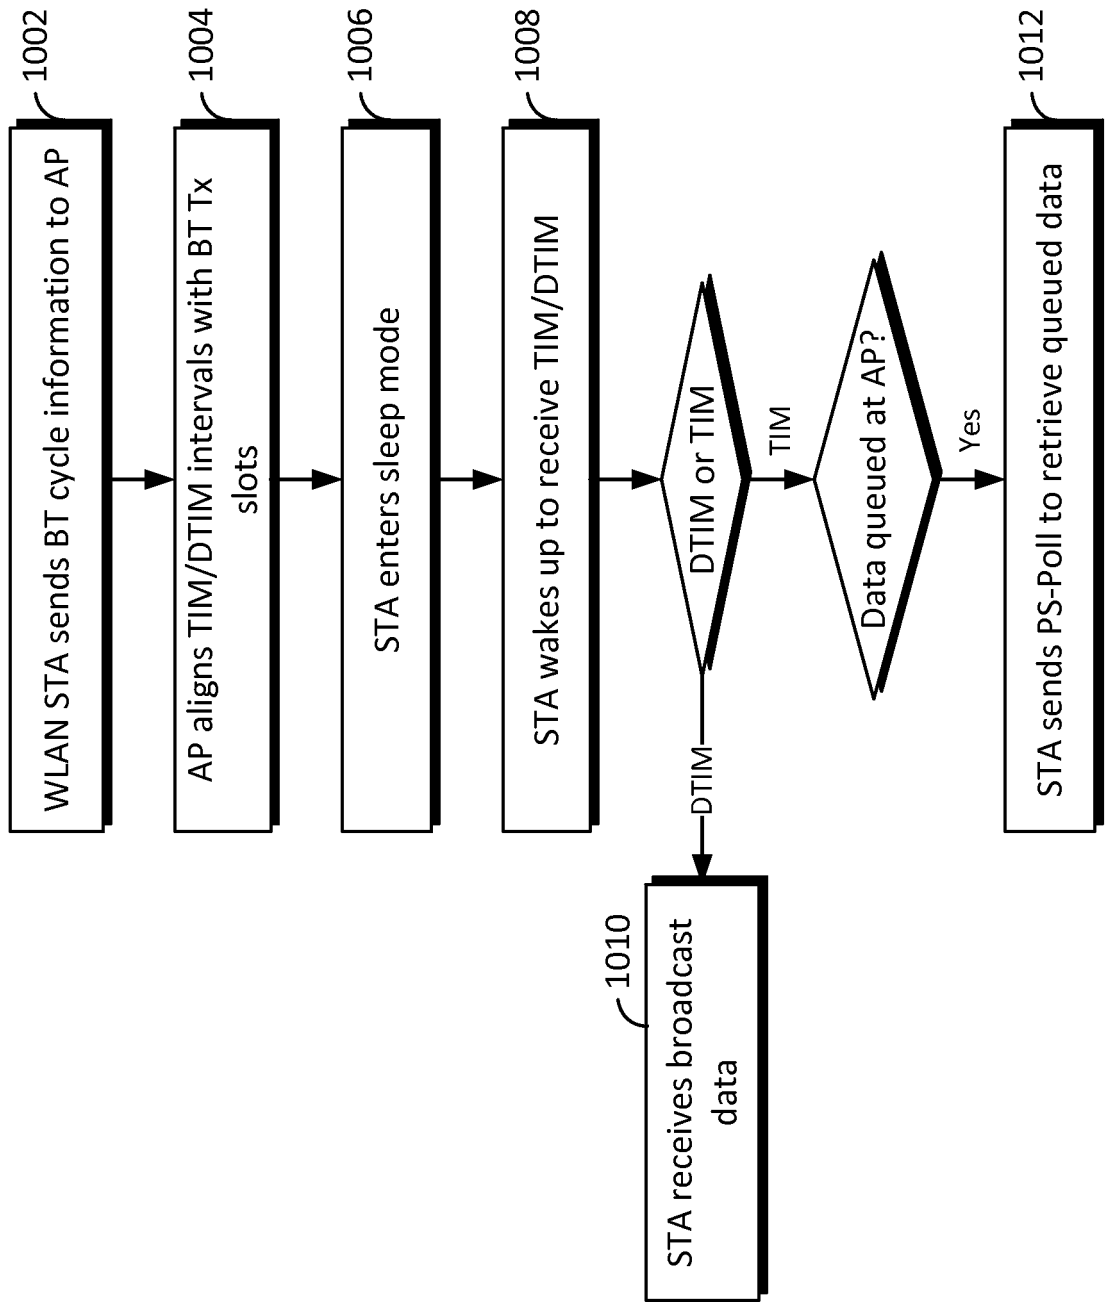 WLAN STA sends BT cycle information to AP
1002
AP aligns TIM/DTIM intervals with BT Tx
slots
1004
STA enters sleep mode
1006
STA wakes up to receive TIM/DTIM
1008
DTIM or TIM
DTIM
TIM
STA receives broadcast
data
1010
Data queued at AP?
Yes
STA sends PS-Poll to retrieve queued data
1012